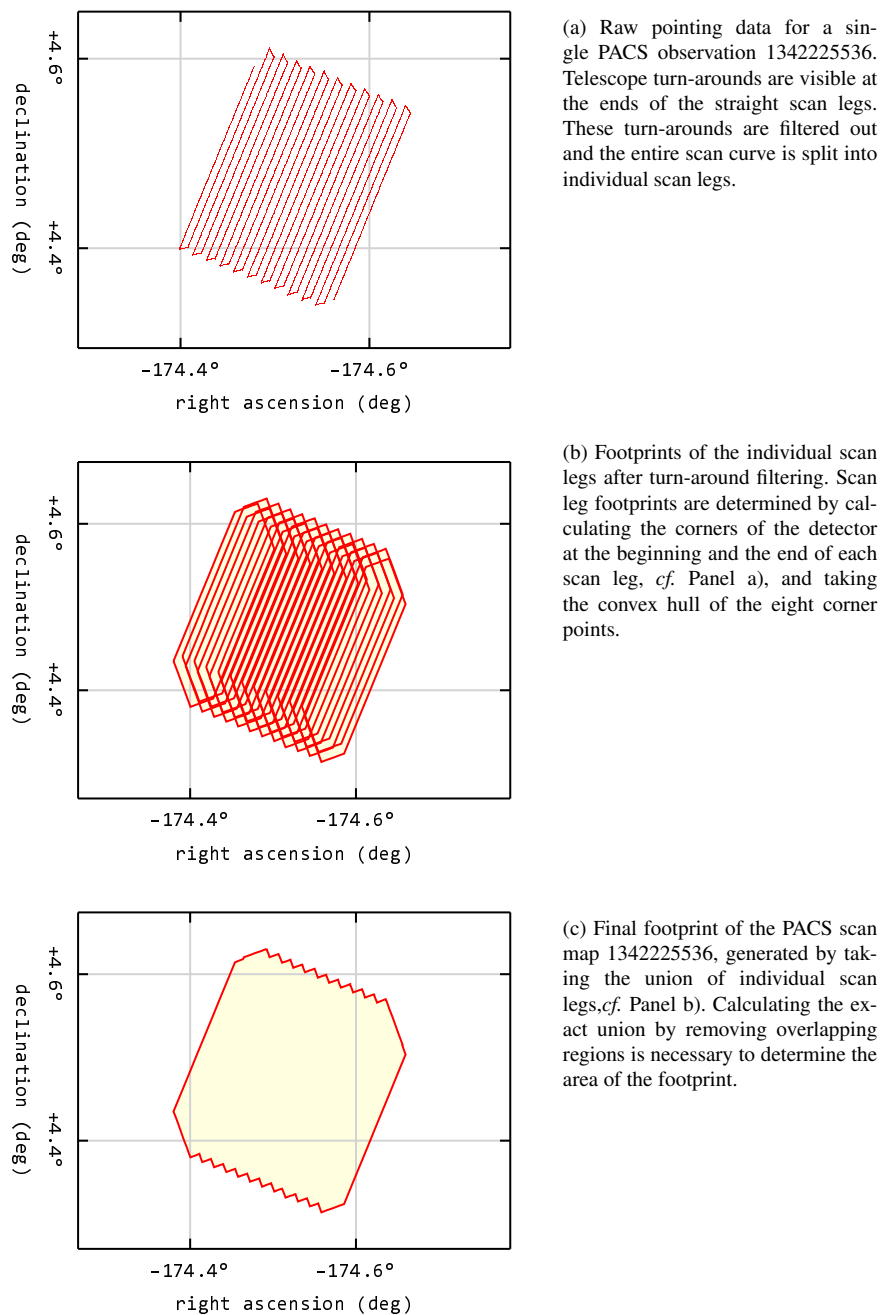 +4.6°
+4.4°
declination (deg)
−174.4°
−174.6°
right ascension (deg)
(a) Raw pointing data for a sin-
gle PACS observation 1342225536.
Telescope turn-arounds are visible at
the ends of the straight scan legs.
These turn-arounds are filtered out
and the entire scan curve is split into
individual scan legs.
+4.6°
+4.4°
declination (deg)
−174.4°
−174.6°
right ascension (deg)
(b) Footprints of the individual scan
legs after turn-around filtering. Scan
leg footprints are determined by cal-
culating the corners of the detector
at the beginning and the end of each
scan leg, cf. Panel a), and taking
the convex hull of the eight corner
points.
+4.6°
+4.4°
declination (deg)
−174.4°
−174.6°
right ascension (deg)
(c) Final footprint of the PACS scan
map 1342225536, generated by tak-
ing the union of individual scan
legs,cf. Panel b). Calculating the ex-
act union by removing overlapping
regions is necessary to determine the
area of the footprint.